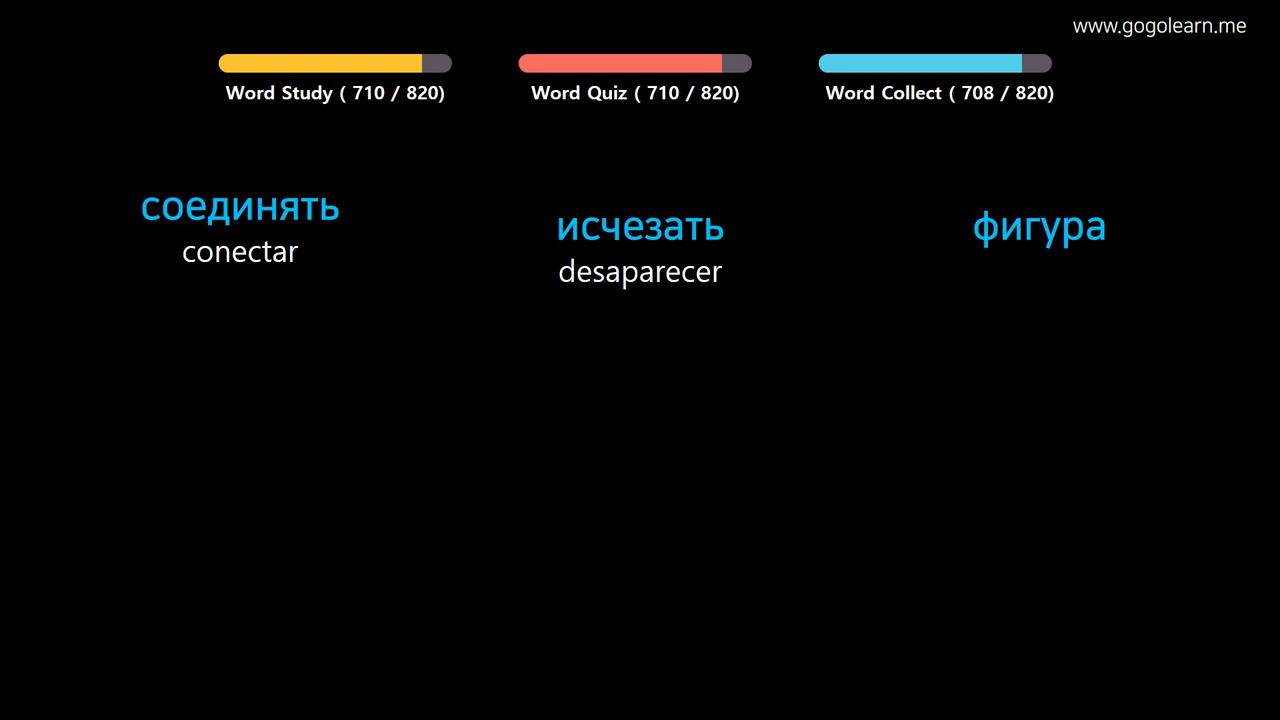 www.gogolearn.me
Word Study ( 710 / 820)
Word Quiz ( 710 / 820)
Word Collect ( 708 / 820)
соединять
conectar
исчезать
desaparecer
фигура